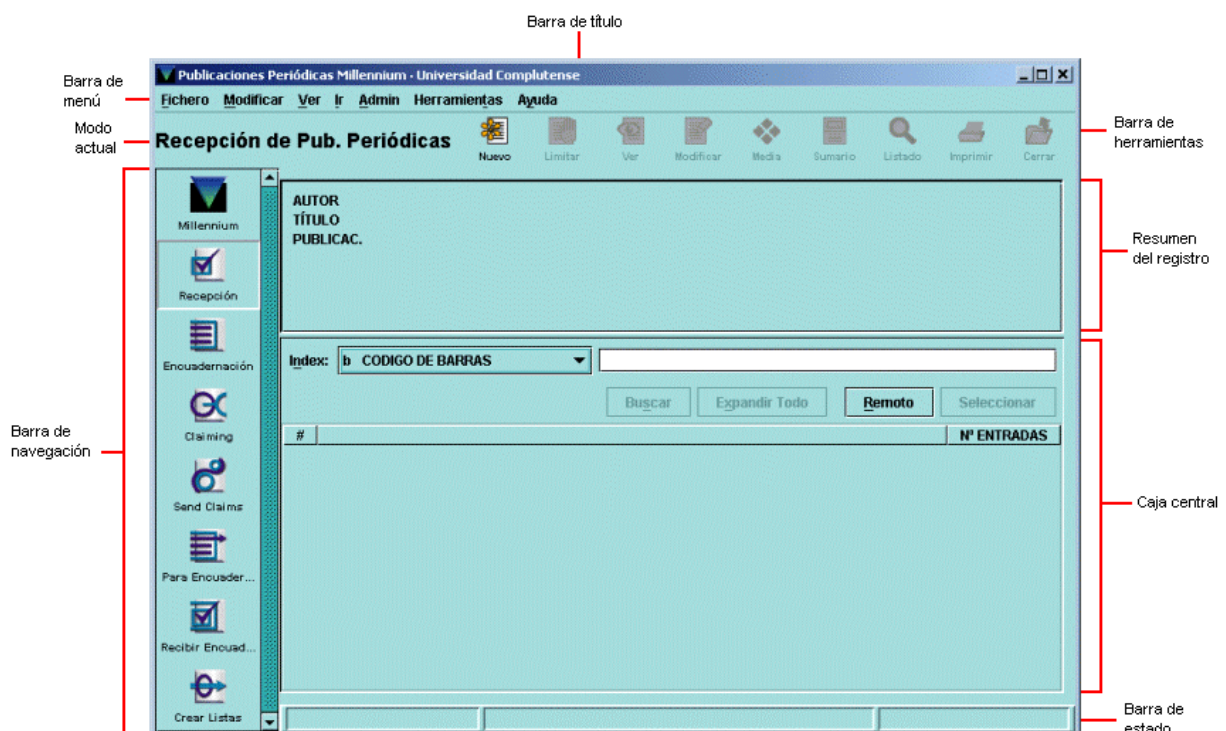 Barra de título
Barra de
menú
Publicaciones Periódicas Millennium - Universidad Complutense
Fichero Modificar Ver Ir Admin Herramientas Ayuda
Modo
actual
Recepción de Pub. Periódicas
Nuevo Limitar Ver Modificar Media Sumario Listado Imprimir Cerrar
Barra de
herramientas
Millennium
Recepción
Encuadernación
Claiming
Send Claims
Para Encuader...
Recibir Encuad...
Crear Listas
Barra de
navegación
AUTOR
TÍTULO
PUBLICAC.
Resumen
del registro
Index: b CODIGO DE BARRAS
Buscar Expandir Todo Remoto Seleccionar
# Nº ENTRADAS
Caja central
Barra de
estado